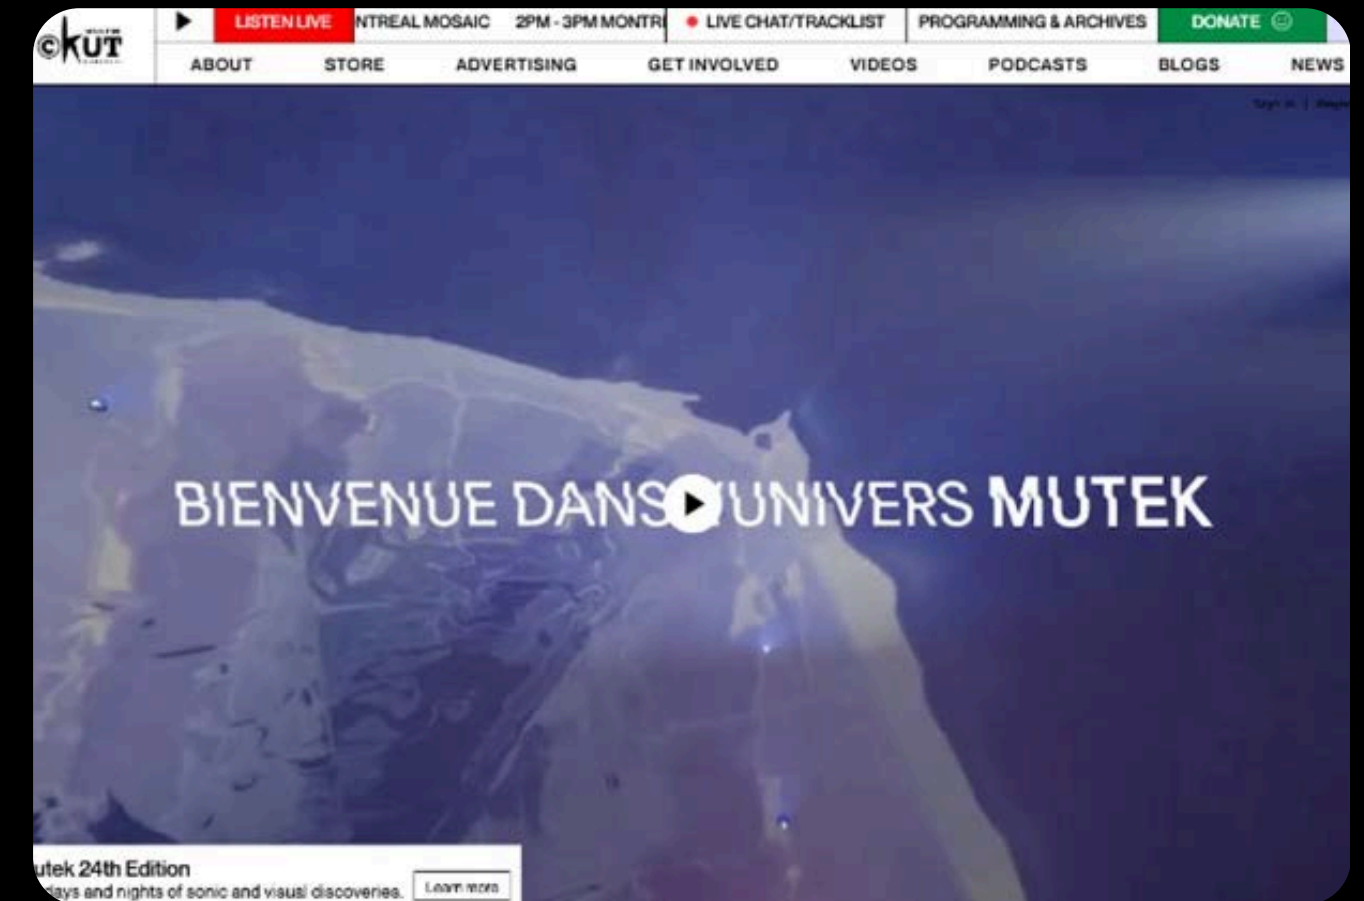 CKUT
LISTEN LIVE
NTREAL MOSAIC 2PM - 3PM MONTR
LIVE CHAT/TRACKLIST
PROGRAMMING & ARCHIVES
DONATE
ABOUT STORE ADVERTISING GET INVOLVED VIDEOS PODCASTS BLOGS NEWS
Sign In |
BIENVENUE DANS UNIVERS MUTEK
utek 24th Edition
days and nights of sonic and visual discoveries.
Learn more